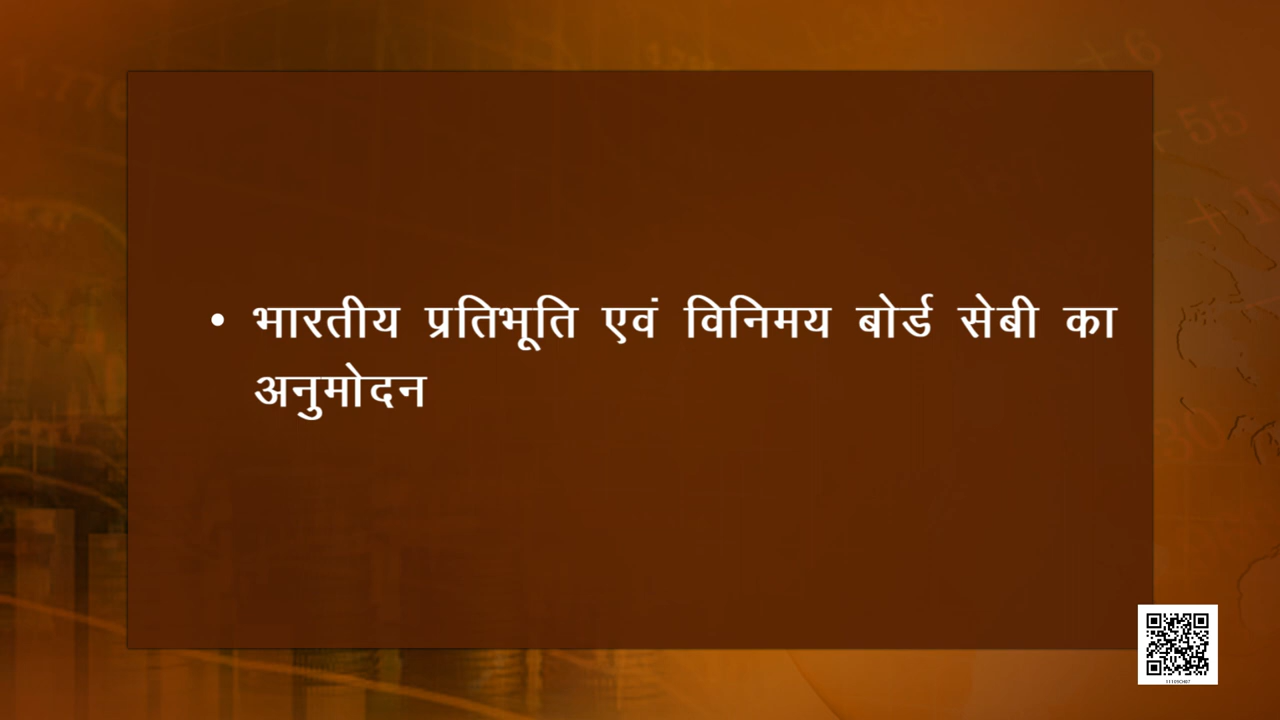 • भारतीय प्रतिभूति एवं विनिमय बोर्ड सेबी का
अनुमोदन